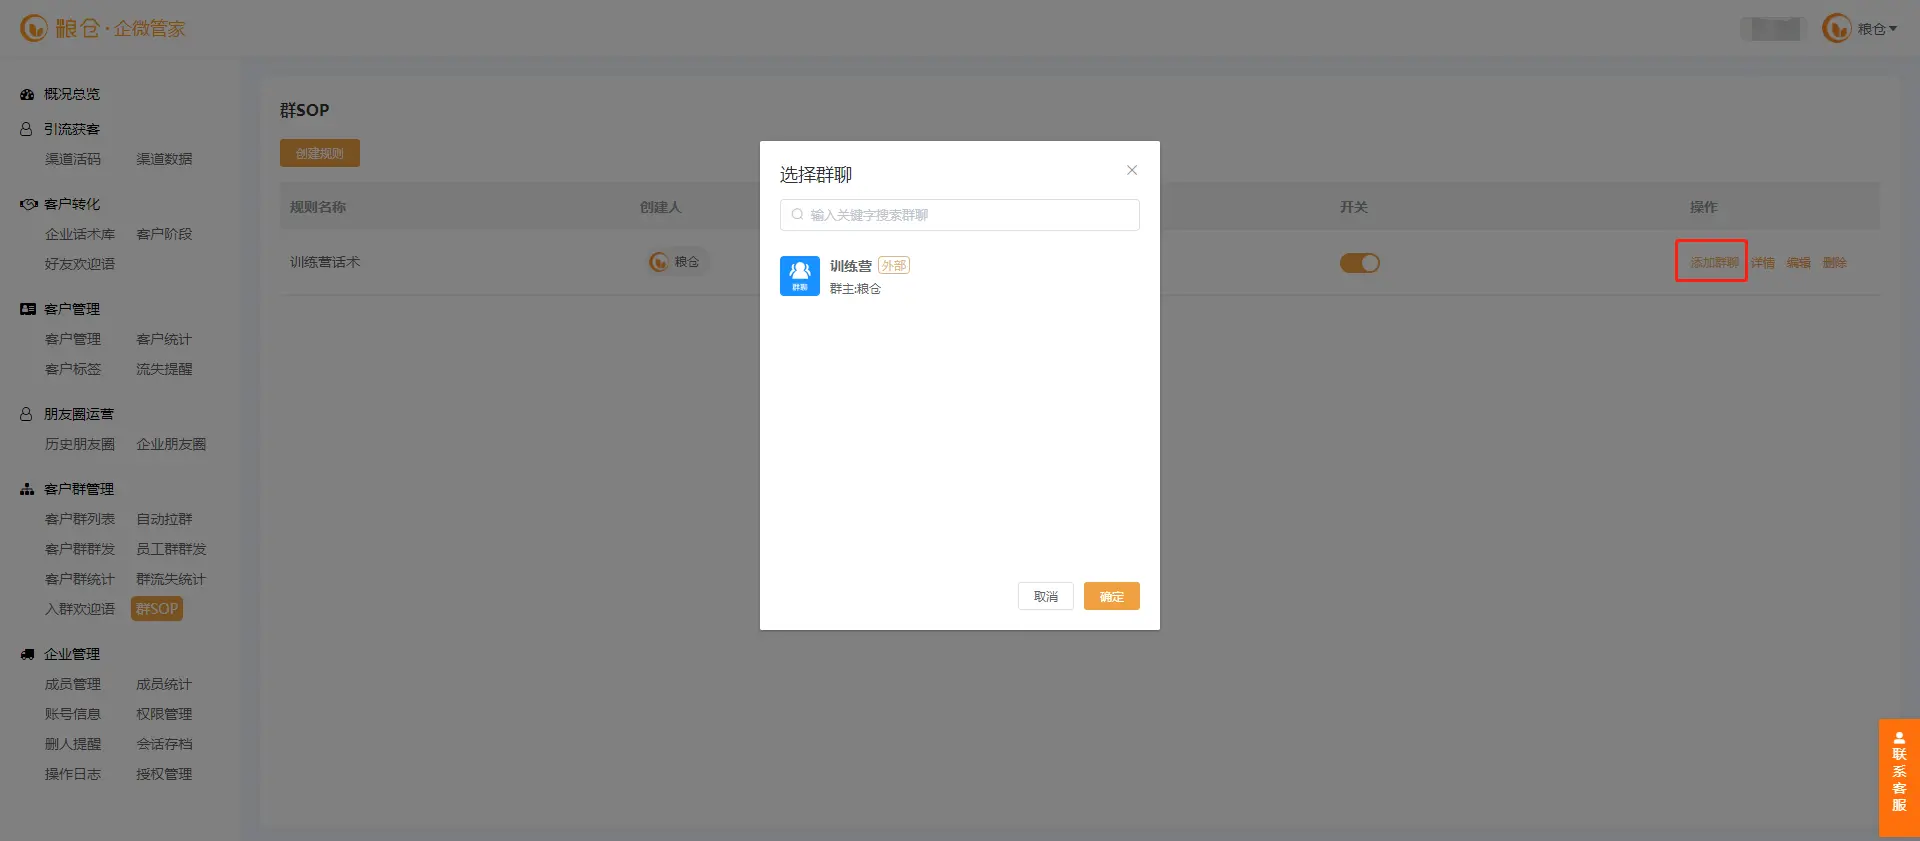 粮仓·企微管家
粮仓
概况总览
引流获客
渠道活码 渠道数据
客户转化
企业话术库 客户阶段
好友欢迎语
客户管理
客户管理 客户统计
客户标签 流失提醒
朋友圈运营
历史朋友圈 企业朋友圈
客户群管理
客户群列表 自动拉群
客户群群发 员工群群发
客户群统计 群流失统计
入群欢迎语 群SOP
企业管理
成员管理 成员统计
账号信息 权限管理
删人提醒 会话存档
操作日志 授权管理
群SOP
创建规则
规则名称 创建人 开关 操作
训练营话术 粮仓 添加群聊 详情 编辑 删除
选择群聊
输入关键字搜索群聊
群聊
训练营 外部
群主:粮仓
取消 确定
联系客服